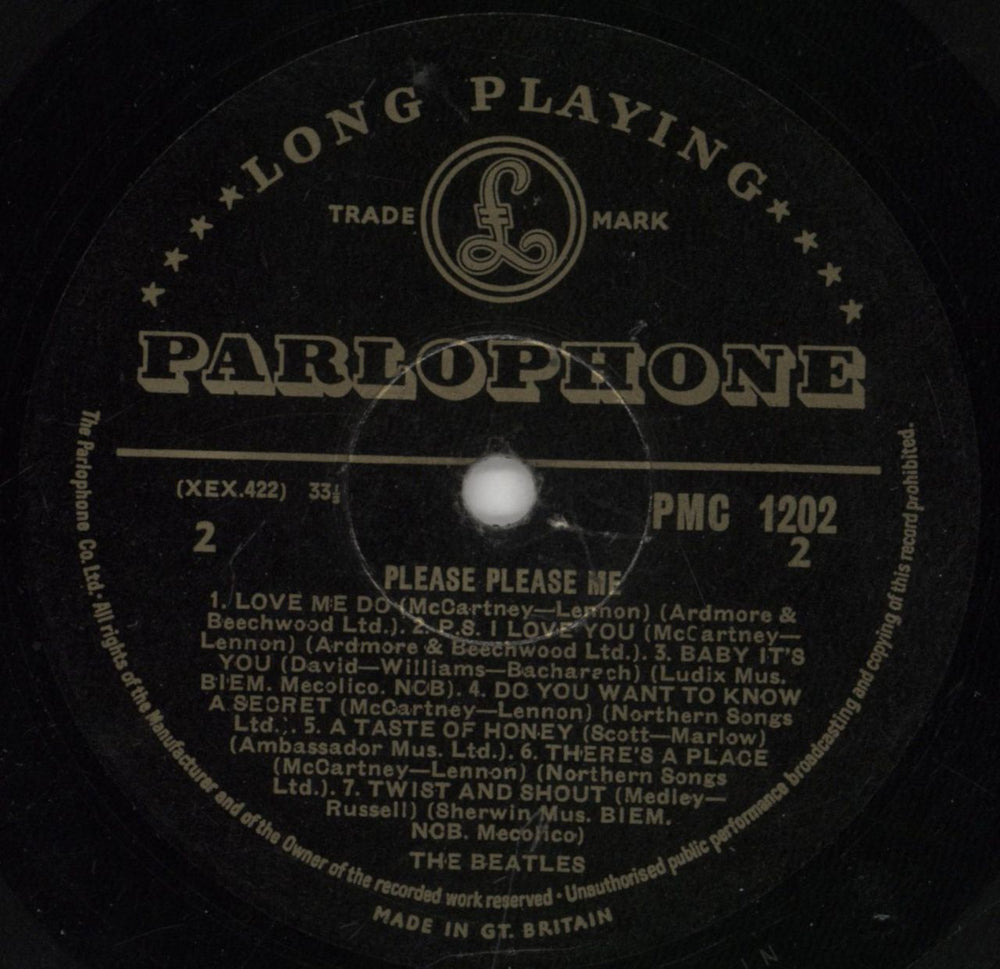 LONG PLAYING
TRADE £ MARK
PARLOPHONE
(XEX.422) 33⅓
PMC 1202
2
2
PLEASE PLEASE ME
1. LOVE ME DO (McCartney—Lennon) (Ardmore &
Beechwood Ltd.). 2. P.S. I LOVE YOU (McCartney—
Lennon) (Ardmore & Beechwood Ltd.). 3. BABY IT'S
YOU (David—Williams—Bacharach) (Ludix Mus.
BIEM. Mecolico. NCB). 4. DO YOU WANT TO KNOW
A SECRET (McCartney—Lennon) (Northern Songs
Ltd.). 5. A TASTE OF HONEY (Scott—Marlow)
(Ambassador Mus. Ltd.). 6. THERE'S A PLACE
(McCartney—Lennon) (Northern Songs
Ltd.). 7. TWIST AND SHOUT (Medley—
Russell) (Sherwin Mus. BIEM.
NCB. Mecolico)
THE BEATLES
The Parlophone Co. Ltd · All rights of the Manufacturer and of the Owner of the recorded work reserved · Unauthorised public performance broadcasting and copying of this record prohibited.
MADE IN GT. BRITAIN